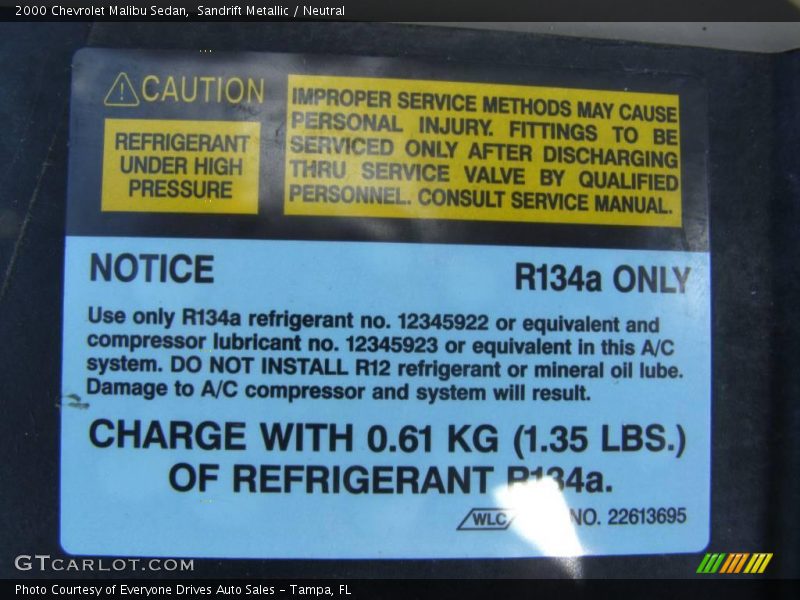 2000 Chevrolet Malibu Sedan, Sandrift Metallic / Neutral
CAUTION
REFRIGERANT
UNDER HIGH
PRESSURE
IMPROPER SERVICE METHODS MAY CAUSE
PERSONAL INJURY. FITTINGS TO BE
SERVICED ONLY AFTER DISCHARGING
THRU SERVICE VALVE BY QUALIFIED
PERSONNEL. CONSULT SERVICE MANUAL.
NOTICE R134a ONLY
Use only R134a refrigerant no. 12345922 or equivalent and
compressor lubricant no. 12345923 or equivalent in this A/C
system. DO NOT INSTALL R12 refrigerant or mineral oil lube.
Damage to A/C compressor and system will result.
CHARGE WITH 0.61 KG (1.35 LBS.)
OF REFRIGERANT R134a.
WLC NO. 22613695
GTCARLOT.COM
Photo Courtesy of Everyone Drives Auto Sales - Tampa, FL